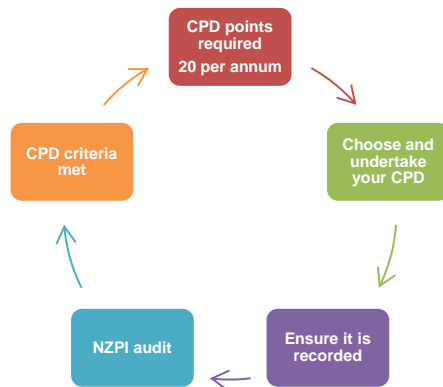 CPD points
required
20 per annum
Choose and
undertake
your CPD
Ensure it is
recorded
NZPI audit
CPD criteria
met